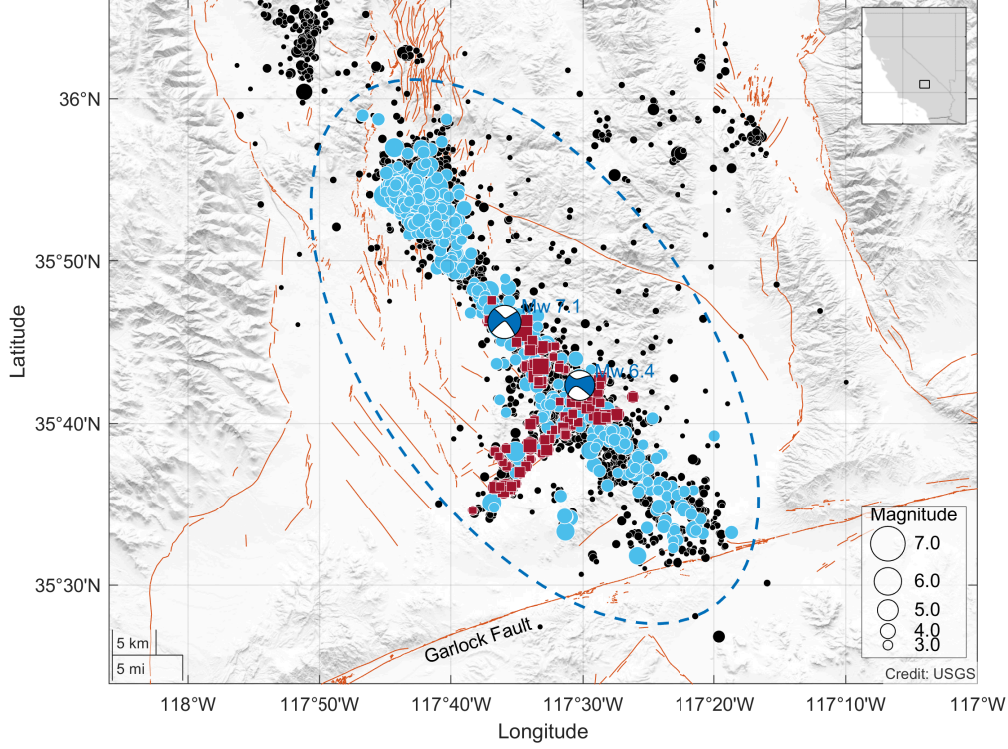 36°N
35°50'N
Mw 7.1
Mw 6.4
35°40'N
35°30'N
Latitude
Magnitude
7.0
6.0
5.0
4.0
3.0
Garlock Fault
5 km
5 mi
Credit: USGS
118°W
117°50'W
117°40'W
117°30'W
117°20'W
117°10'W
117°W
Longitude